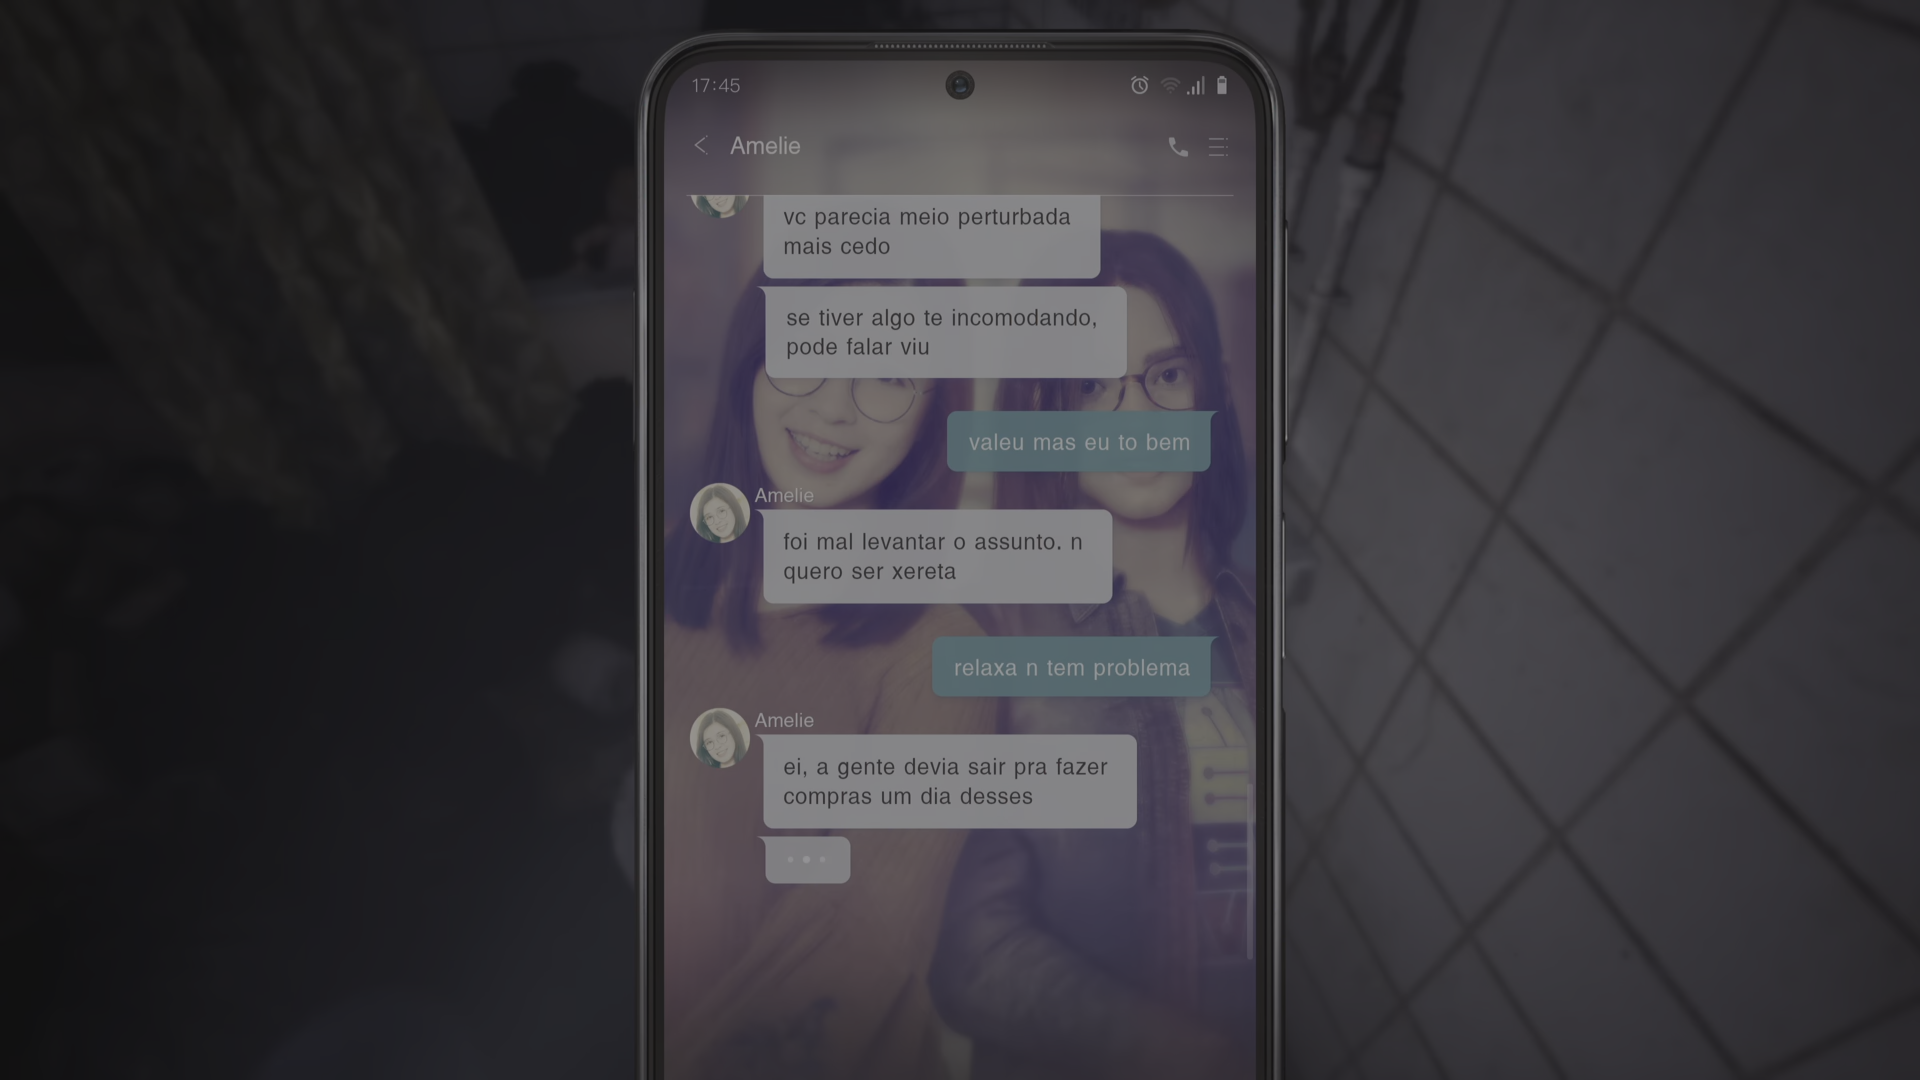 17:45
Amelie
vc parecia meio perturbada
mais cedo
se tiver algo te incomodando,
pode falar viu
valeu mas eu to bem
Amelie
foi mal levantar o assunto. n
quero ser xereta
relaxa n tem problema
Amelie
ei, a gente devia sair pra fazer
compras um dia desses